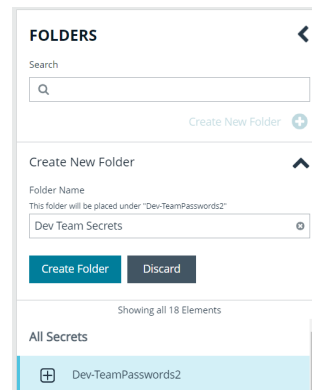 FOLDERS
Search
Create New Folder
Create New Folder
Folder Name
This folder will be placed under "Dev-TeamPasswords2"
Dev Team Secrets
Create Folder Discard
Showing all 18 Elements
All Secrets
Dev-TeamPasswords2